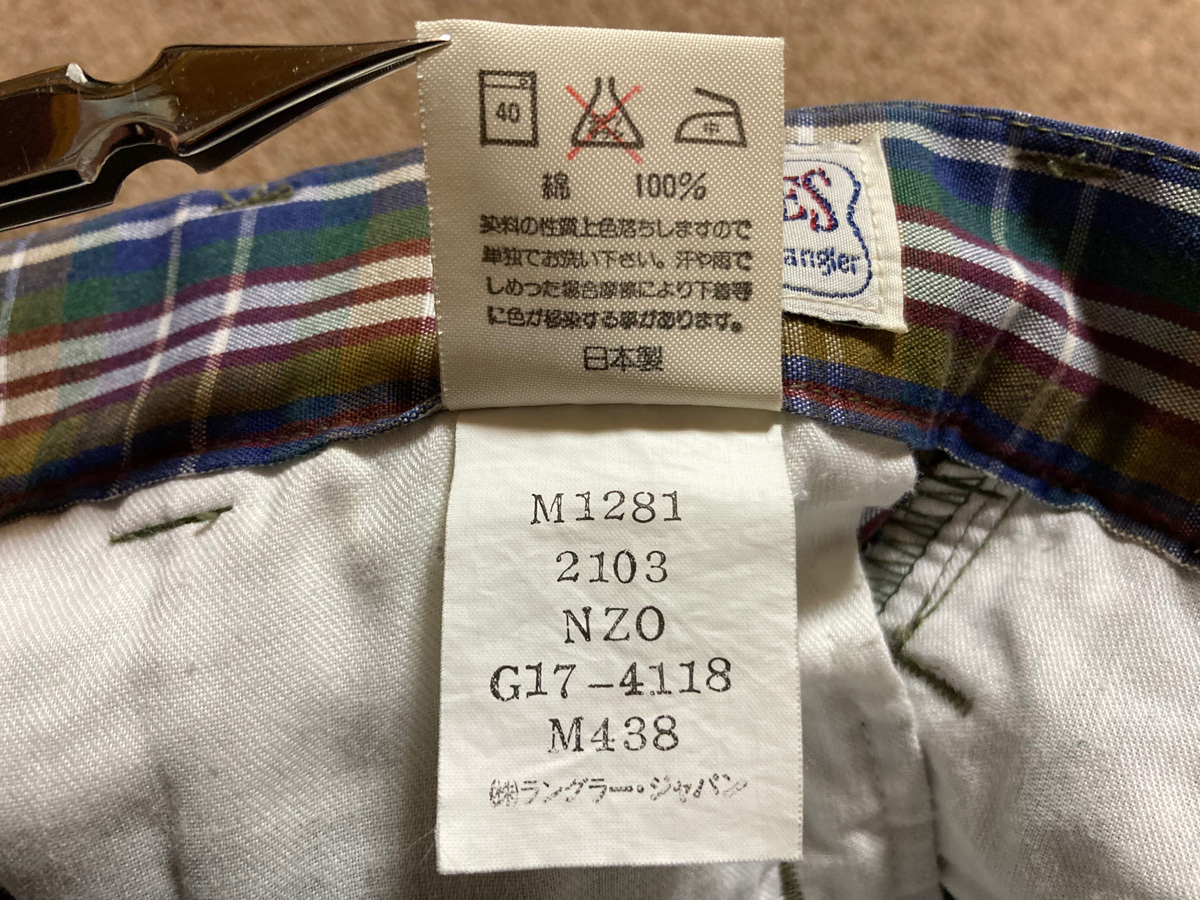 40
中
綿 100%
染料の性質上色落ちしますので
単独でお洗い下さい。汗や雨で
しめった場合摩擦により下着等
に色が移染する事があります。
日本製
ES
angler
M1281
2103
NZO
G17-4118
M438
㈱ラングラー・ジャパン